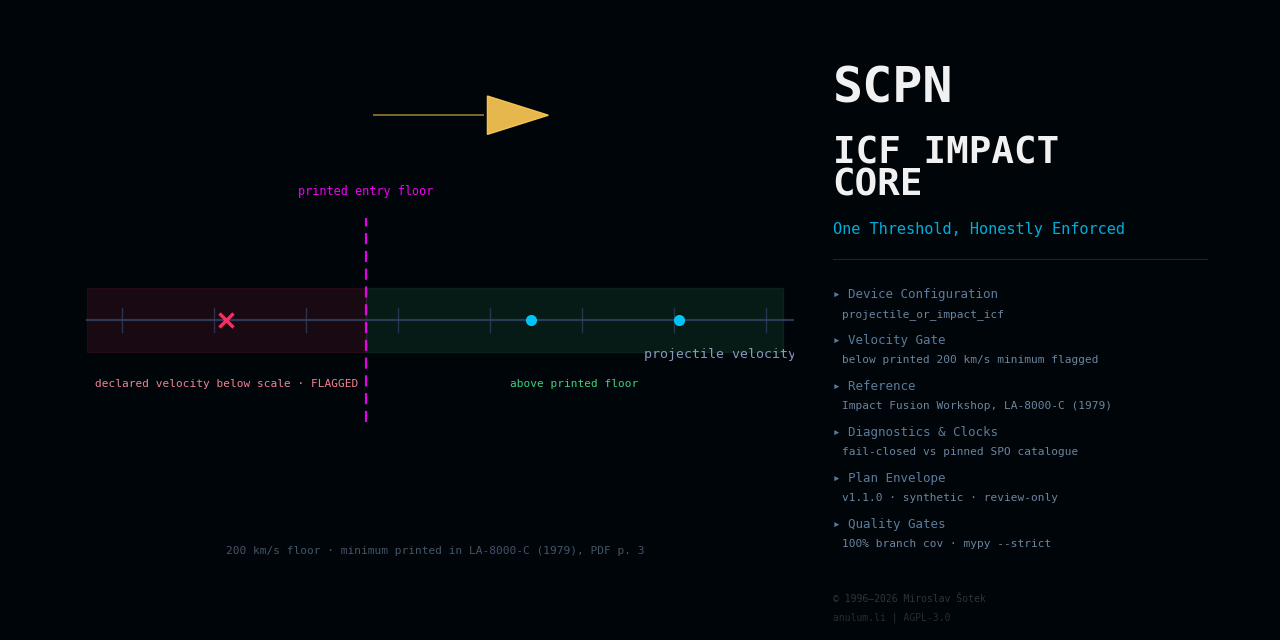 printed entry floor
projectile velocity
declared velocity below scale · FLAGGED
above printed floor
200 km/s floor · minimum printed in LA-8000-C (1979), PDF p. 3
SCPN
ICF IMPACT
CORE
One Threshold, Honestly Enforced
▸ Device Configuration
projectile_or_impact_icf
▸ Velocity Gate
below printed 200 km/s minimum flagged
▸ Reference
Impact Fusion Workshop, LA-8000-C (1979)
▸ Diagnostics & Clocks
fail-closed vs pinned SPO catalogue
▸ Plan Envelope
v1.1.0 · synthetic · review-only
▸ Quality Gates
100% branch cov · mypy --strict
© 1996–2026 Miroslav Šotek
anulum.li | AGPL-3.0